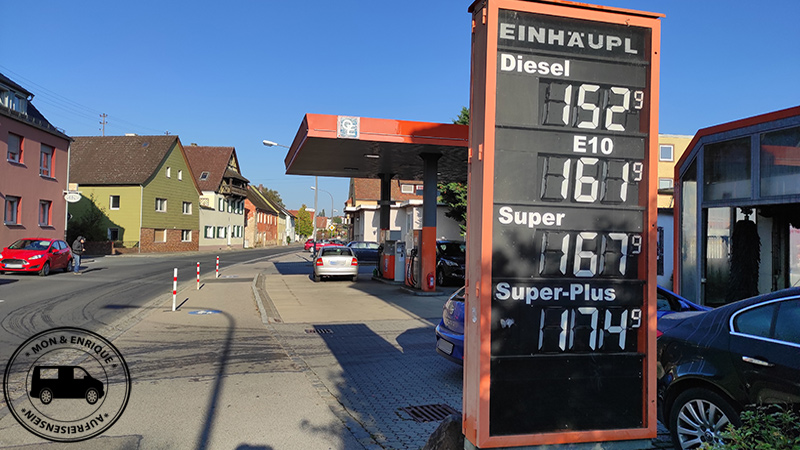 EINHÄUPL
Diesel
152⁹
E10
161⁹
Super
167⁹
Super-Plus
174⁹
* MON & ENRIQUE *
AUFREISENSEIN